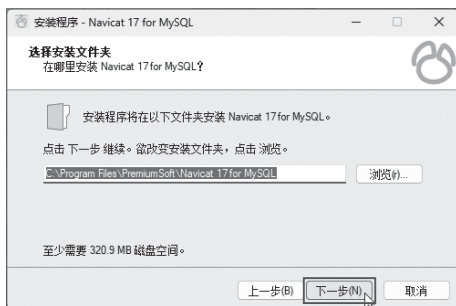 安装程序 - Navicat 17 for MySQL
选择安装文件夹
在哪里安装 Navicat 17 for MySQL?
安装程序将在以下文件夹安装 Navicat 17 for MySQL。
点击 下一步 继续。欲改变安装文件夹，点击 浏览。
C:\Program Files\PremiumSoft\Navicat 17 for MySQL
浏览(r)...
至少需要 320.9 MB 磁盘空间。
上一步(B)
下一步(N)
取消